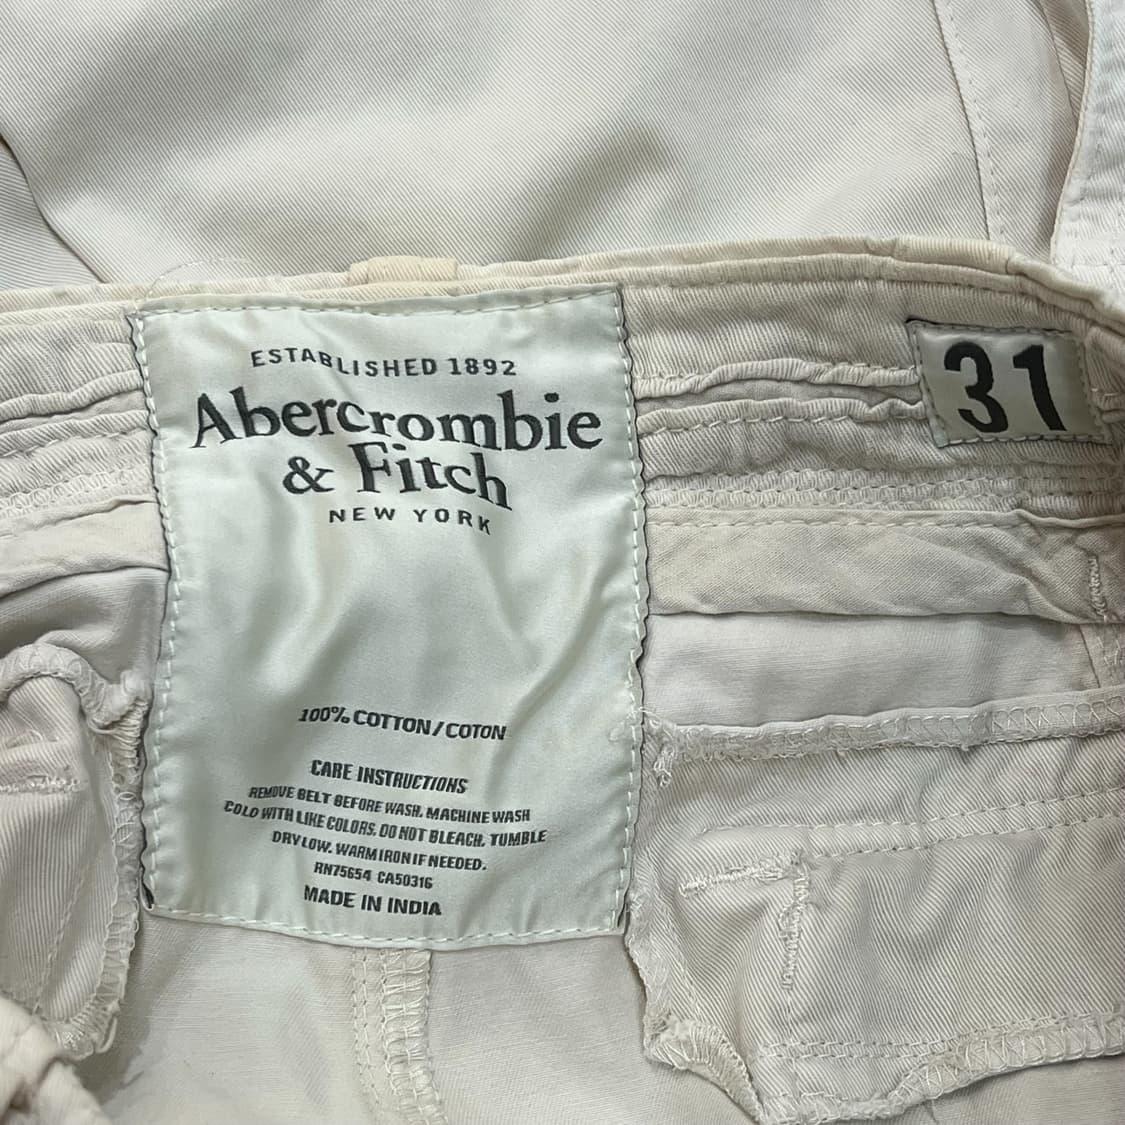 ESTABLISHED 1892
Abercrombie
& Fitch
NEW YORK
31
100% COTTON/COTON
CARE INSTRUCTIONS
REMOVE BELT BEFORE WASH. MACHINE WASH
COLD WITH LIKE COLORS. DO NOT BLEACH. TUMBLE
DRY LOW. WARM IRON IF NEEDED.
RN75654 CA50316
MADE IN INDIA